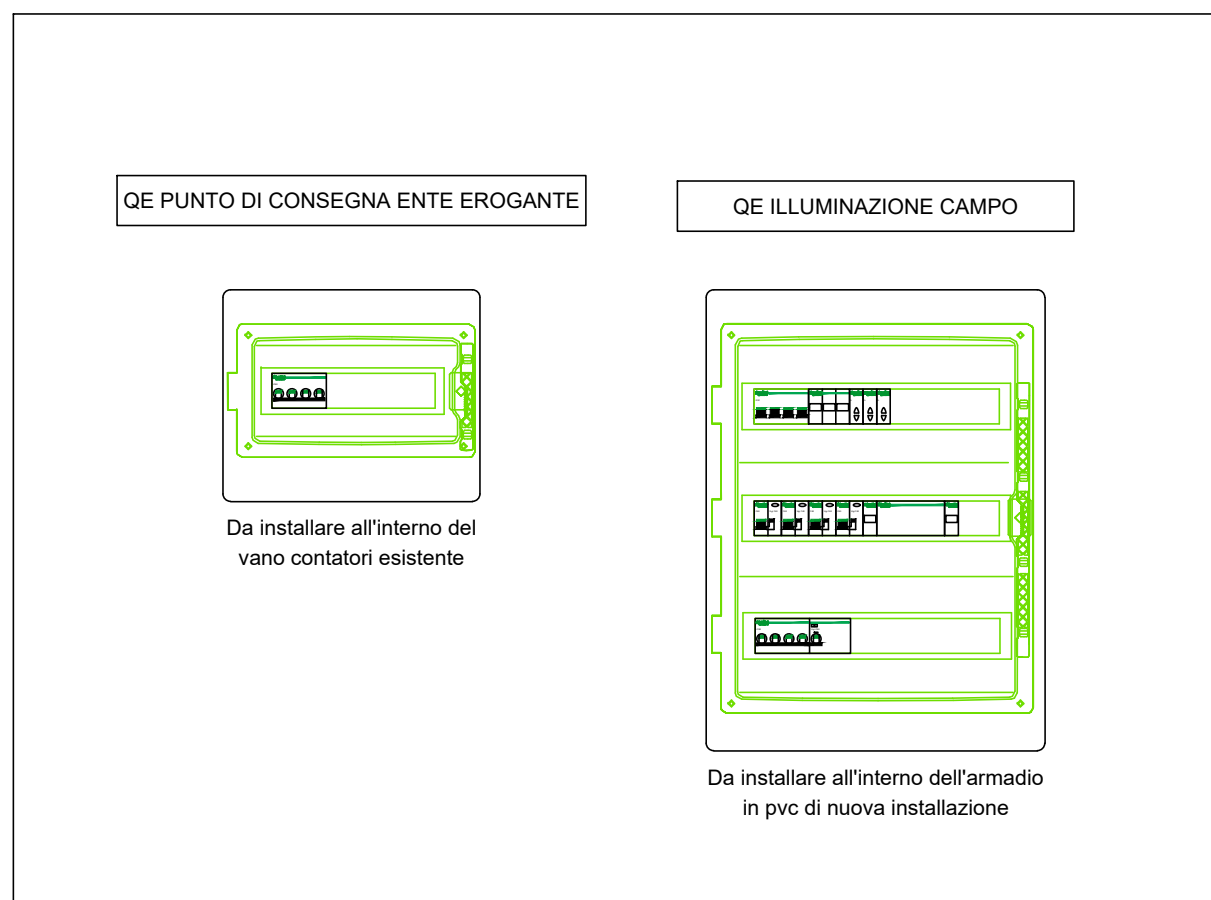 QE PUNTO DI CONSEGNA ENTE EROGANTE
QE ILLUMINAZIONE CAMPO
Da installare all'interno del
vano contatori esistente
Da installare all'interno dell'armadio
in pvc di nuova installazione